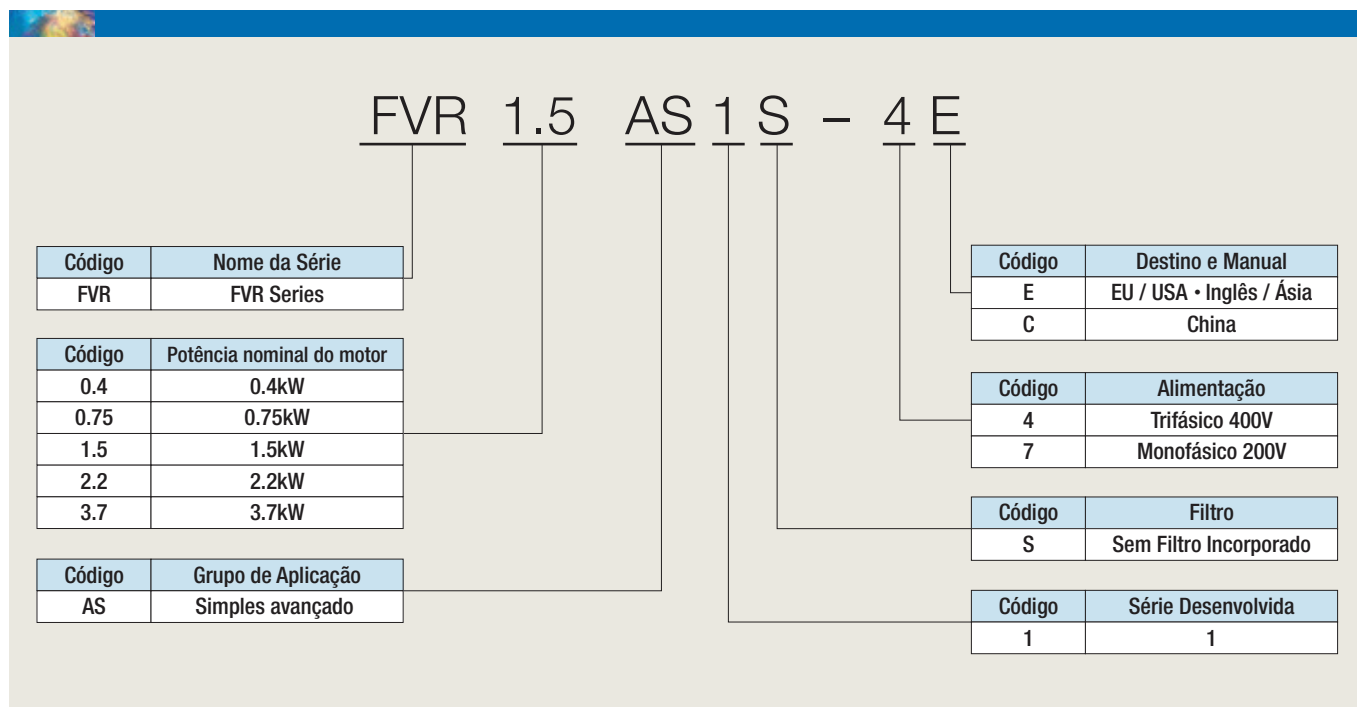 FVR 1.5 AS 1 S – 4 E
Código Nome da Série
FVR FVR Series
Código Potência nominal do motor
0.4 0.4kW
0.75 0.75kW
1.5 1.5kW
2.2 2.2kW
3.7 3.7kW
Código Grupo de Aplicação
AS Simples avançado
Código Destino e Manual
E EU / USA • Inglês / Ásia
C China
Código Alimentação
4 Trifásico 400V
7 Monofásico 200V
Código Filtro
S Sem Filtro Incorporado
Código Série Desenvolvida
1 1